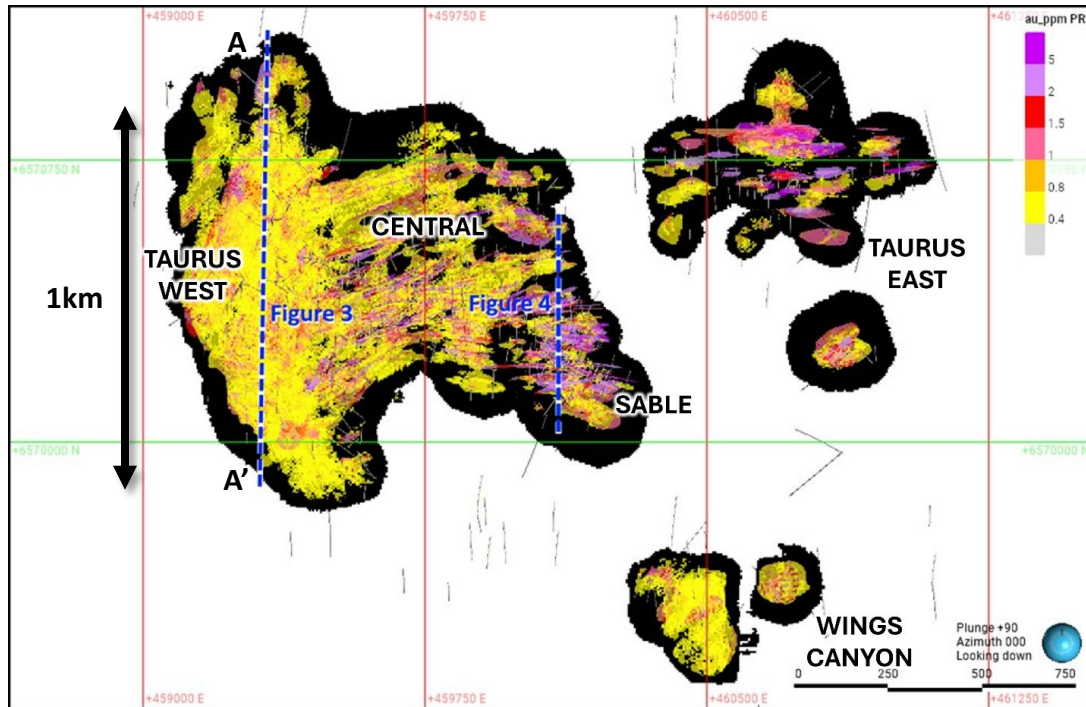 +459000 E
+459750 E
+460500 E
au_ppm PR
A
5
2
1.5
1
0.8
0.4
+6570750 N
CENTRAL
TAURUS
WEST
TAURUS
EAST
1km
Figure 3
Figure 4
SABLE
+6570000 N
+6570000 N
A’
WINGS
CANYON
Plunge +90
Azimuth 000
Looking down
0
250
500
750
+459000 E
+459750 E
+460500 E
+461250 E